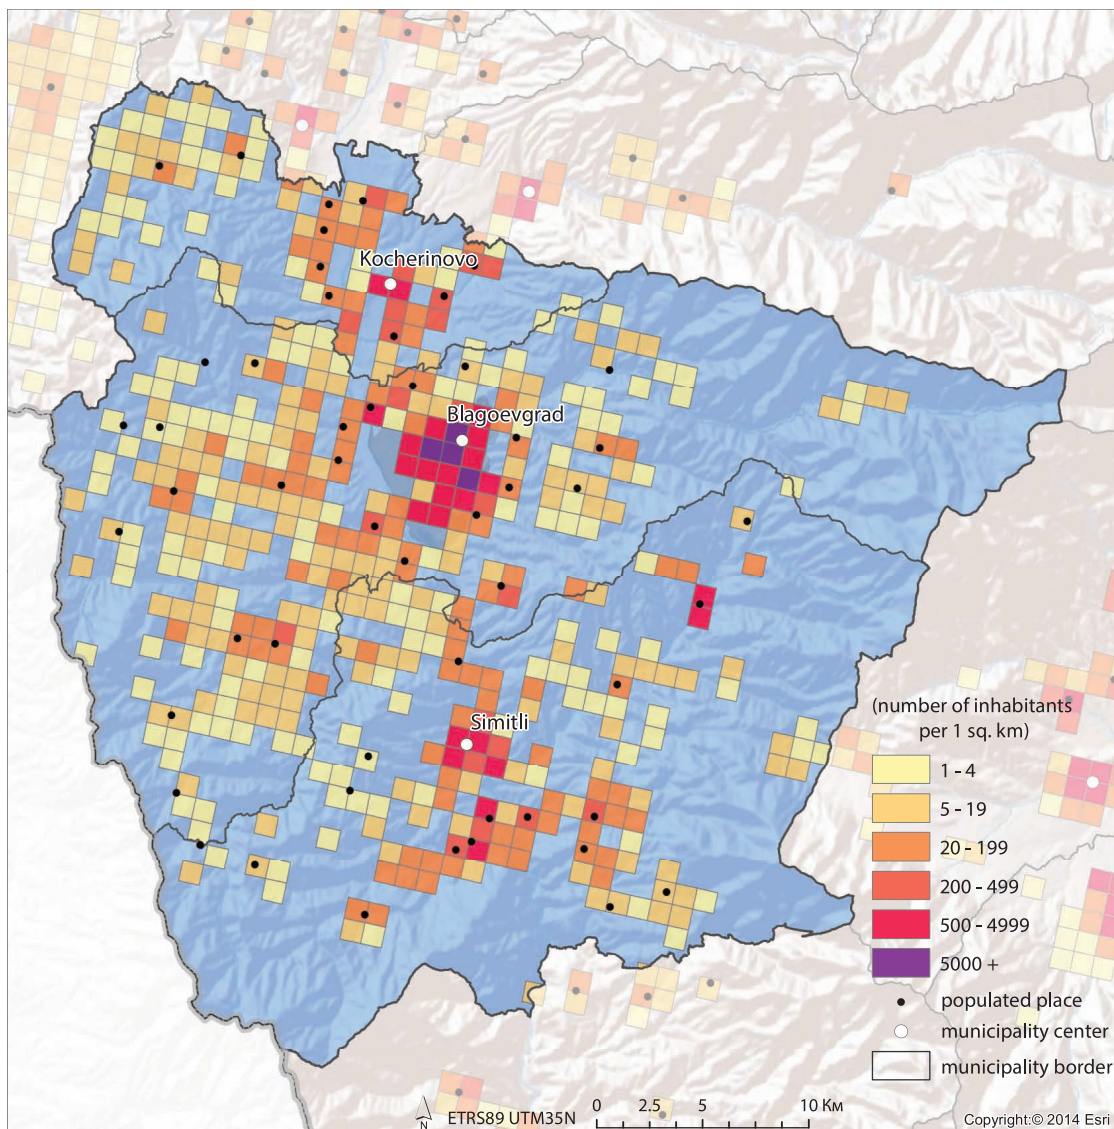 Kocherinovo
Blagoevgrad
Simitli
(number of inhabitants
per 1 sq. km)
1 - 4
5 - 19
20 - 199
200 - 499
500 - 4999
5000 +
populated place
municipality center
municipality border
N
ETRS89 UTM35N
0 2.5 5 10 Км
Copyright:© 2014 Esri